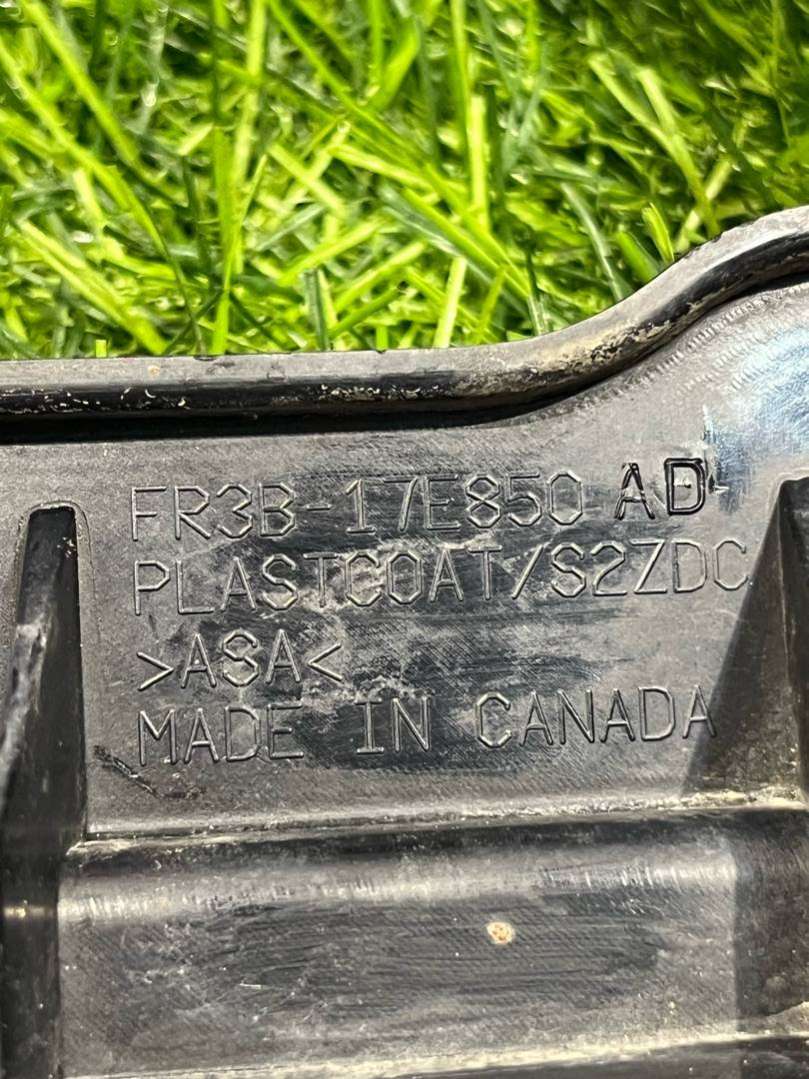 FR3B-17E850 AD
PLASTCOAT/S2ZDC
>ASA<
MADE IN CANADA